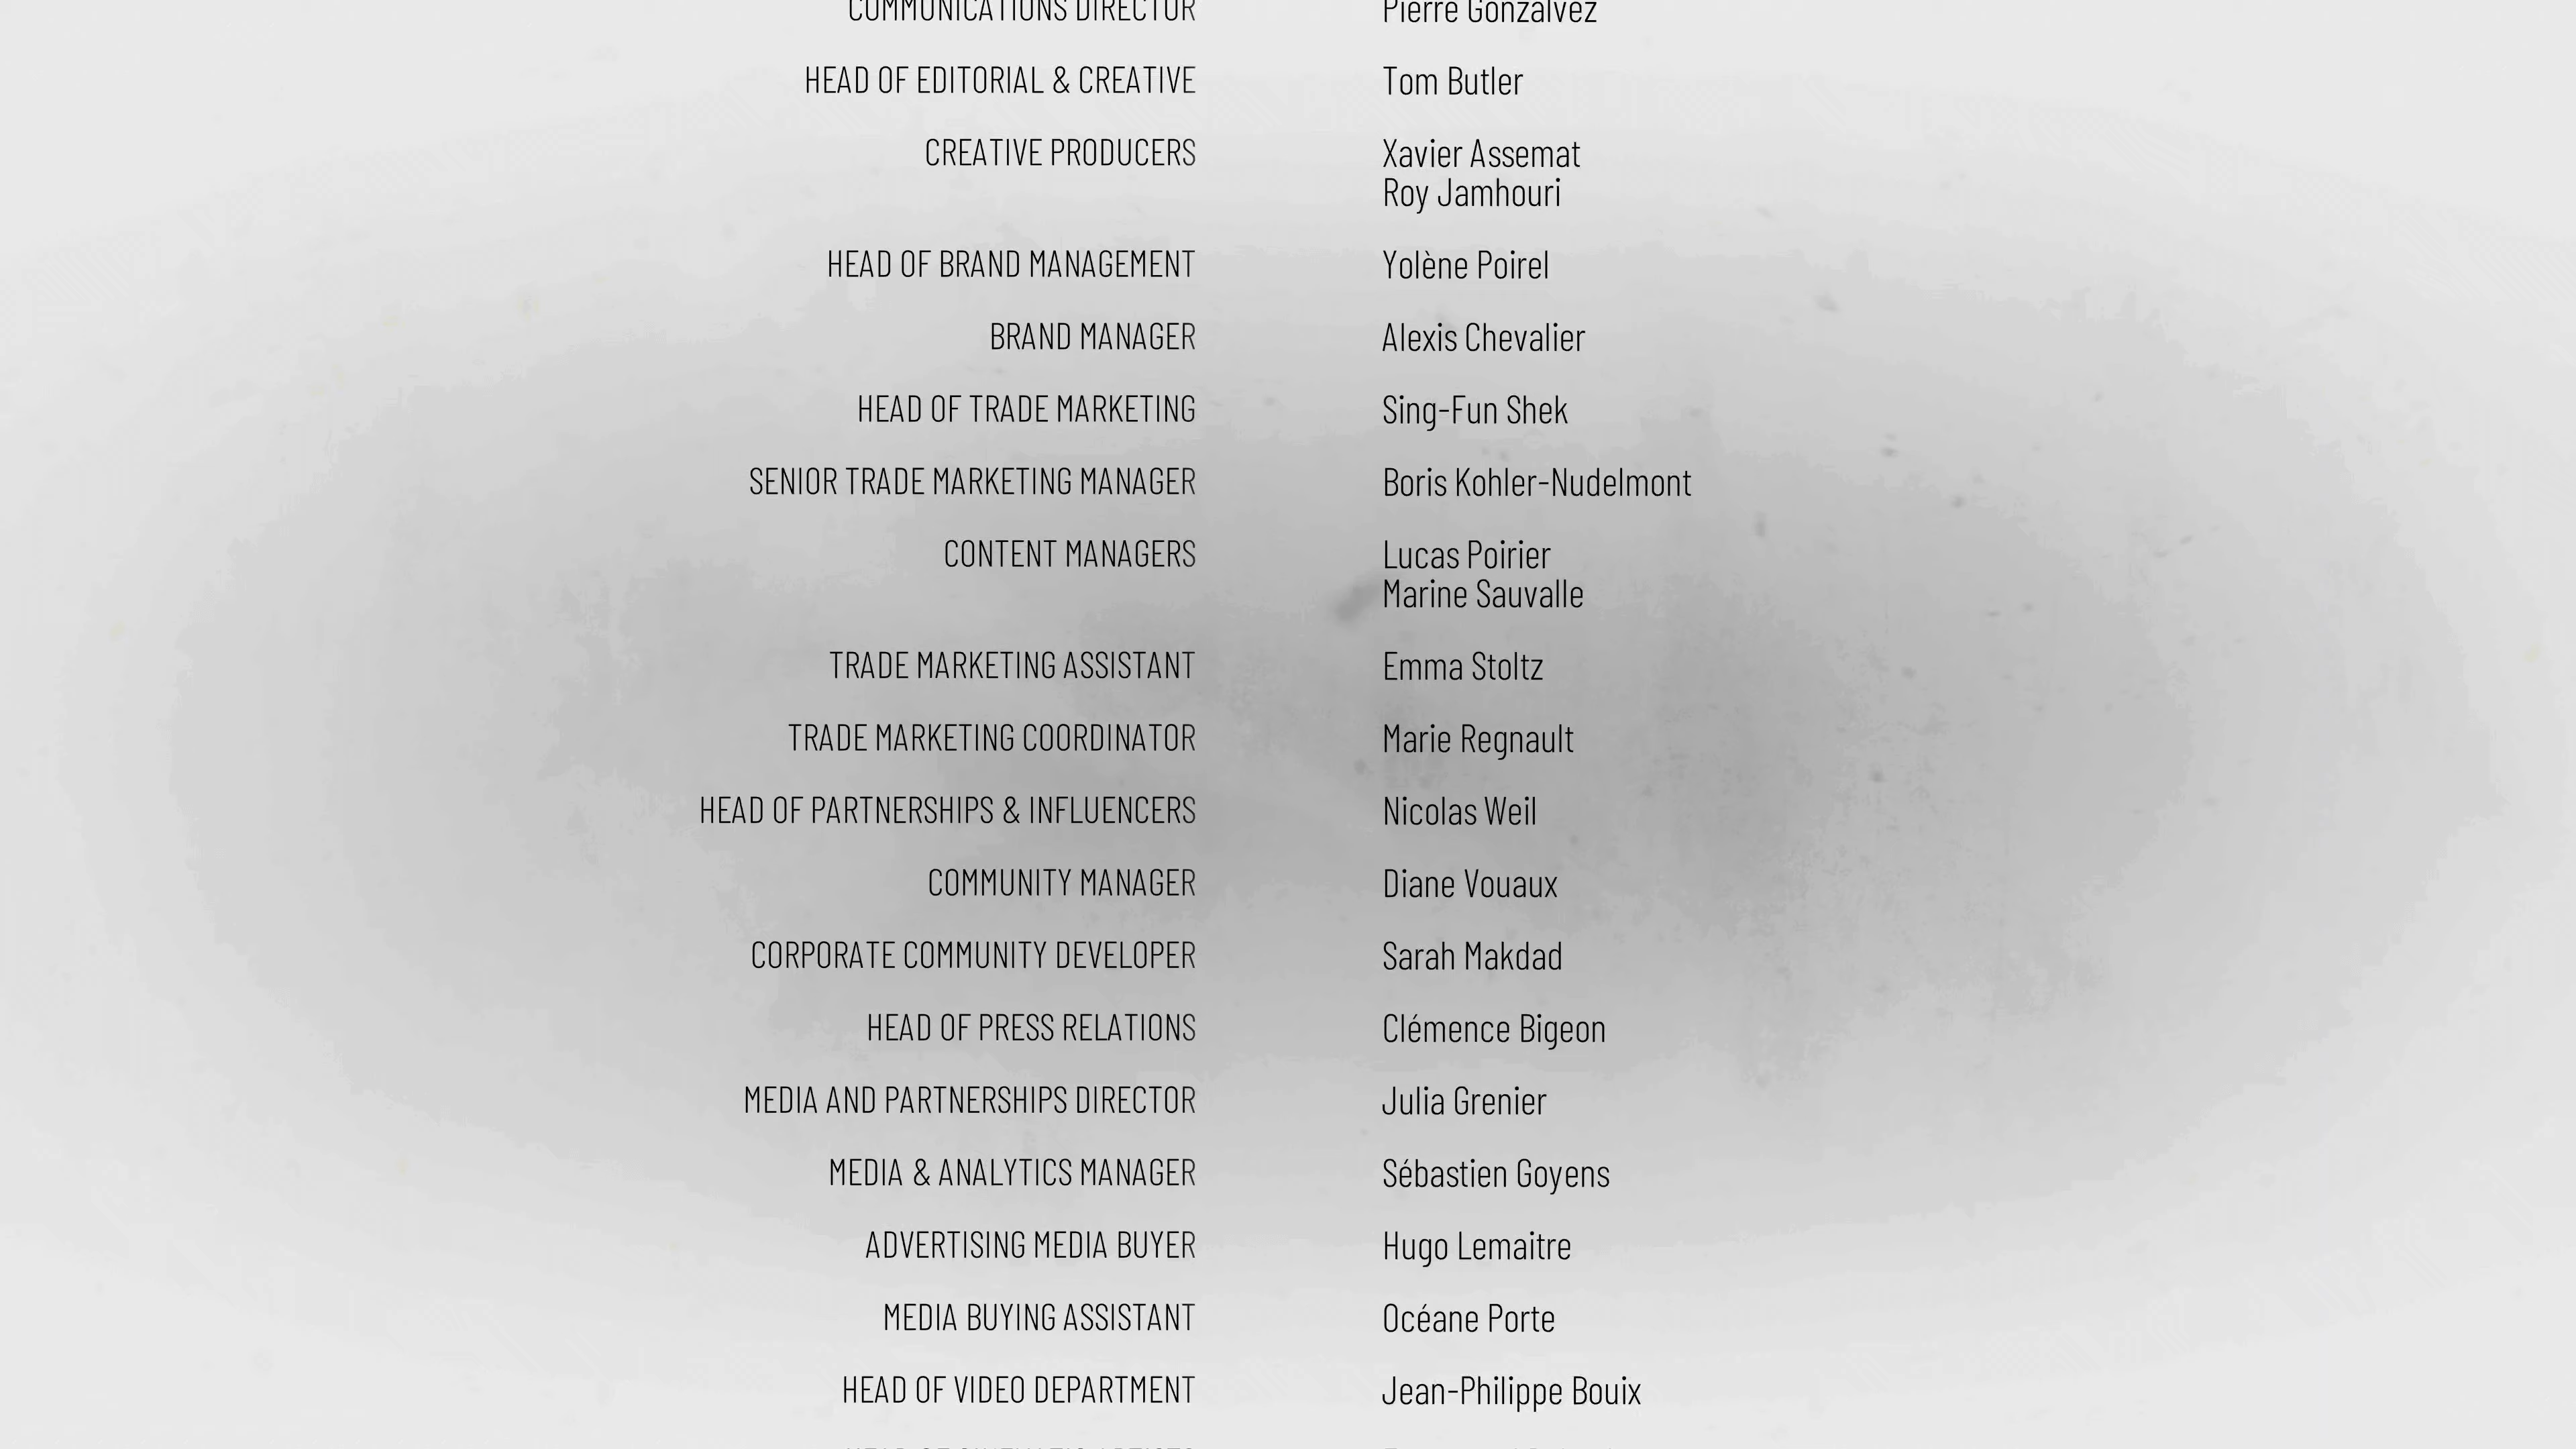 COMMUNICATIONS DIRECTOR Pierre Gonzalvez
HEAD OF EDITORIAL & CREATIVE Tom Butler
CREATIVE PRODUCERS Xavier Assemat
Roy Jamhouri
HEAD OF BRAND MANAGEMENT Yolène Poirel
BRAND MANAGER Alexis Chevalier
HEAD OF TRADE MARKETING Sing-Fun Shek
SENIOR TRADE MARKETING MANAGER Boris Kohler-Nudelmont
CONTENT MANAGERS Lucas Poirier
Marine Sauvalle
TRADE MARKETING ASSISTANT Emma Stoltz
TRADE MARKETING COORDINATOR Marie Regnault
HEAD OF PARTNERSHIPS & INFLUENCERS Nicolas Weil
COMMUNITY MANAGER Diane Vouaux
CORPORATE COMMUNITY DEVELOPER Sarah Makdad
HEAD OF PRESS RELATIONS Clémence Bigeon
MEDIA AND PARTNERSHIPS DIRECTOR Julia Grenier
MEDIA & ANALYTICS MANAGER Sébastien Goyens
ADVERTISING MEDIA BUYER Hugo Lemaitre
MEDIA BUYING ASSISTANT Océane Porte
HEAD OF VIDEO DEPARTMENT Jean-Philippe Bouix